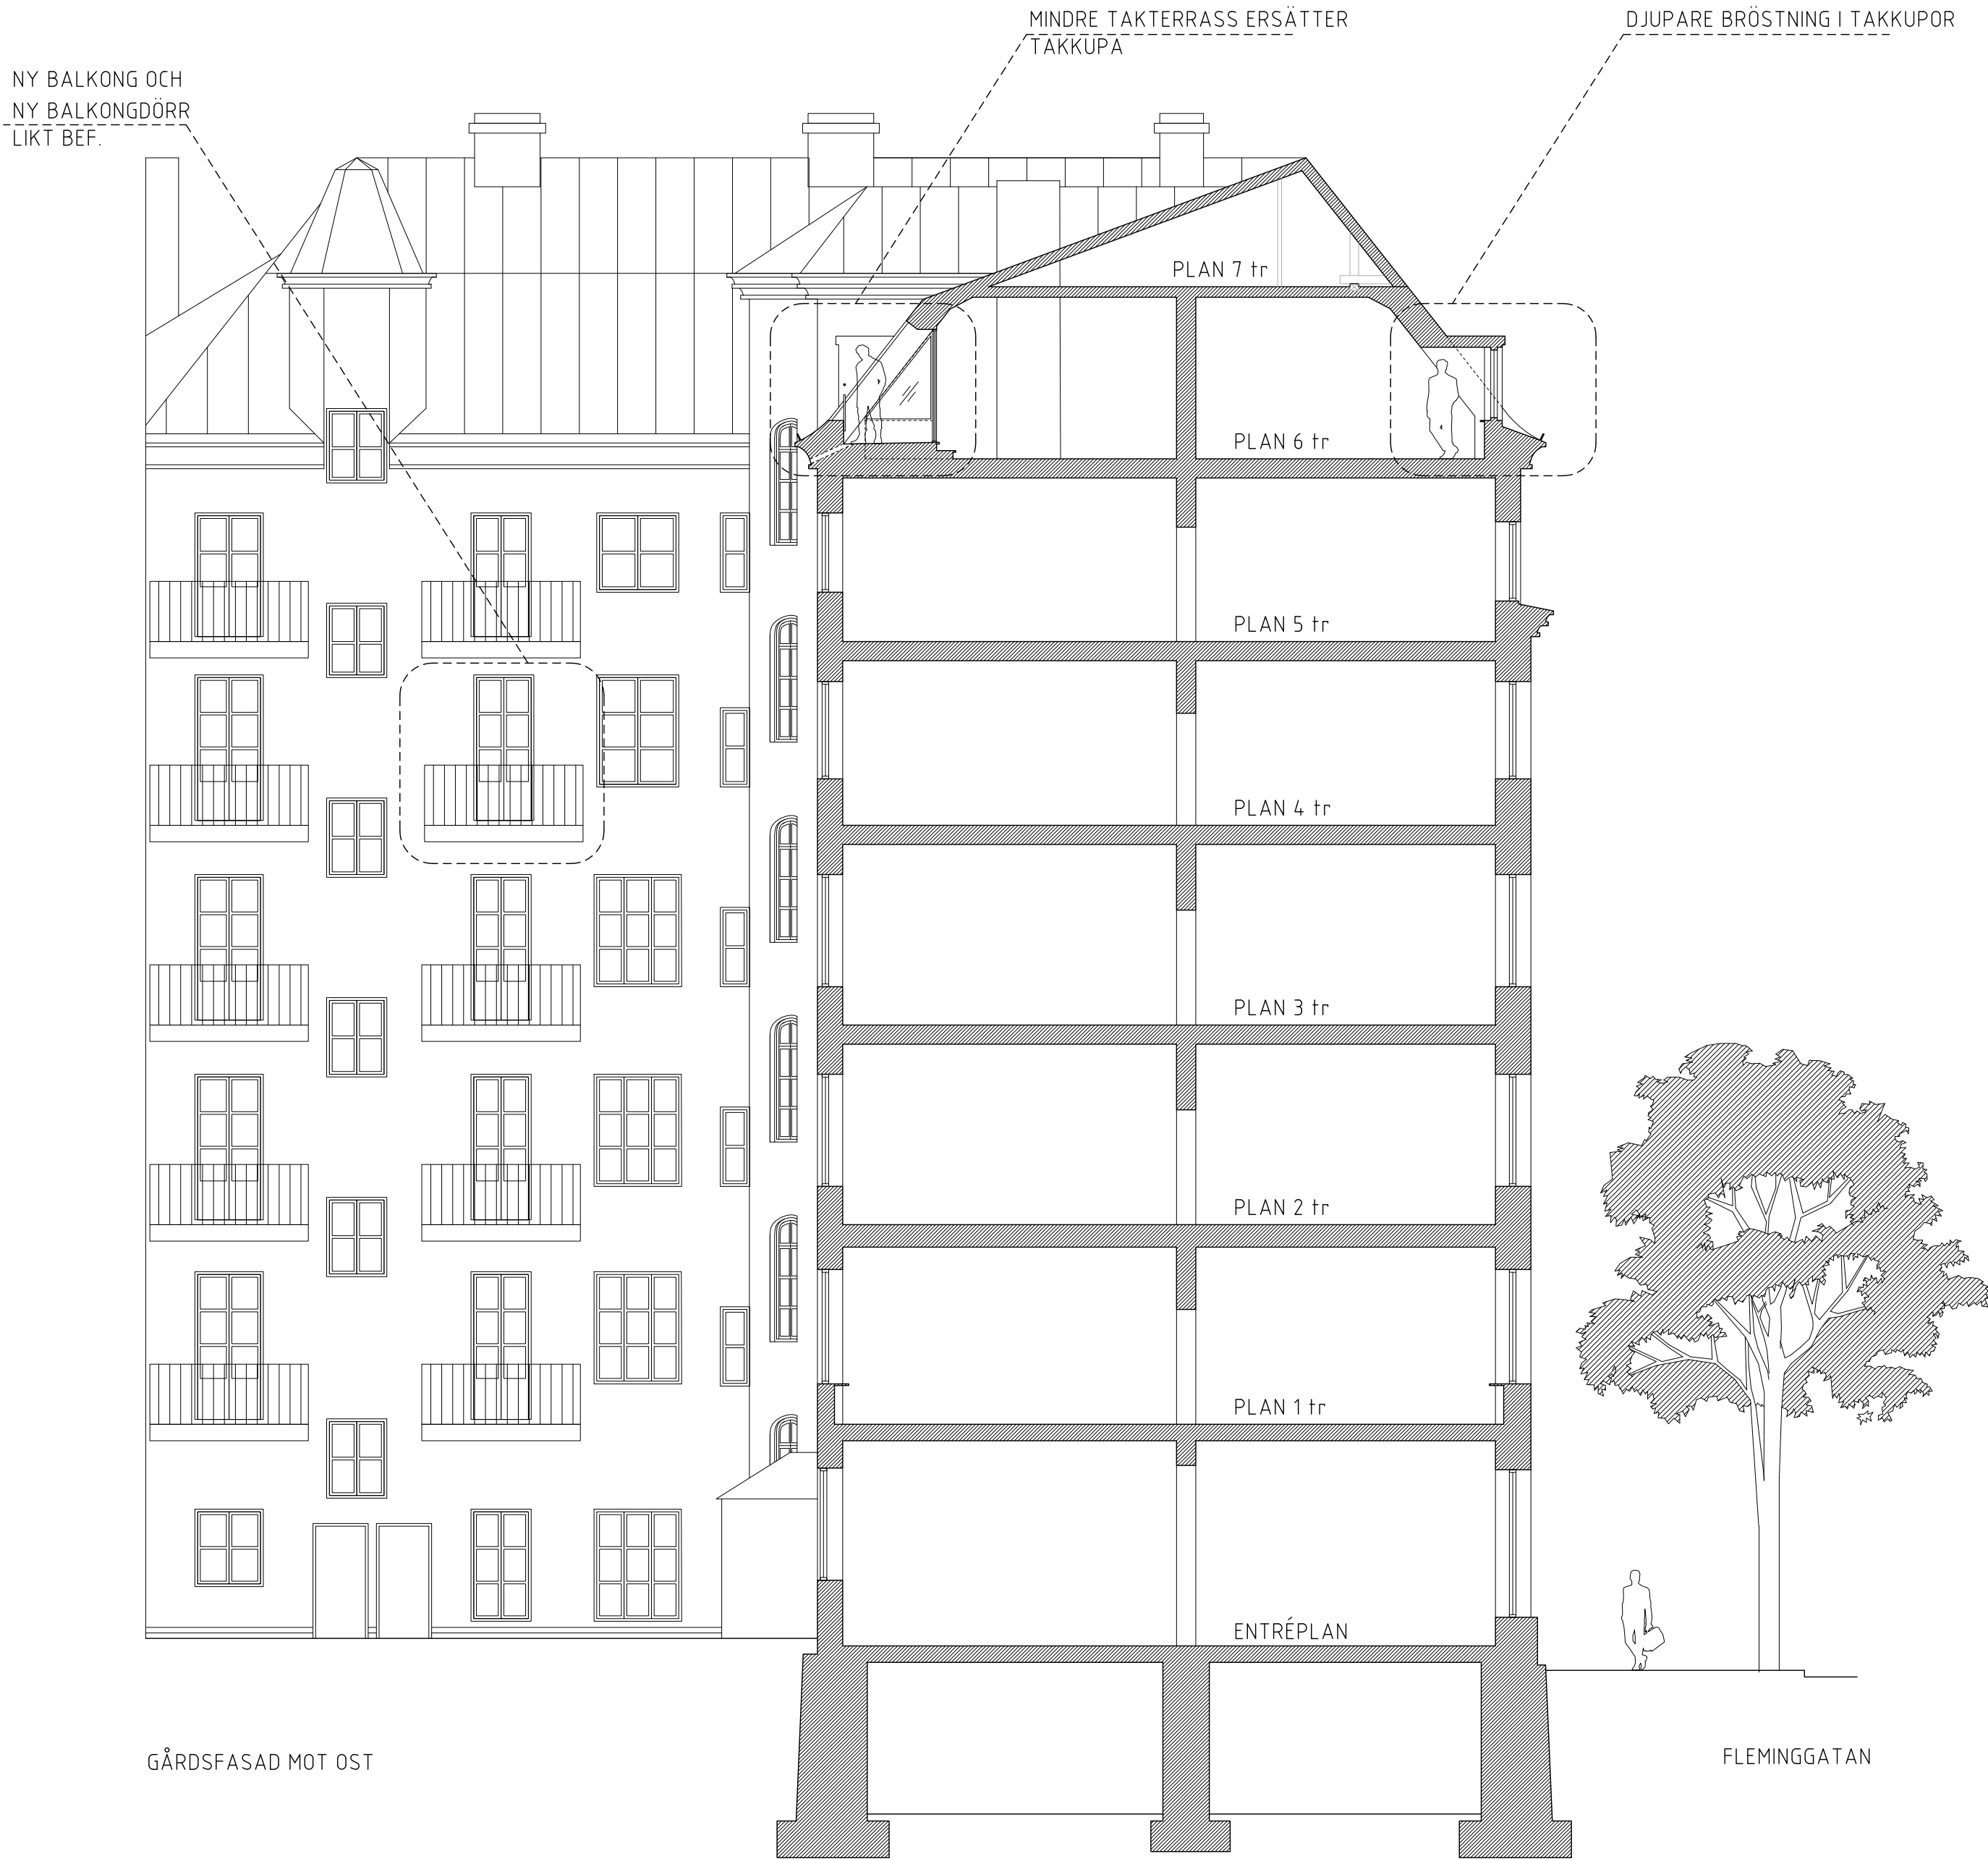 MINDRE TAKTERRASS ERSÄTTER
TAKKUPA
DJUPARE BRÖSTNING I TAKKUPOR
NY BALKONG OCH
NY BALKONGDÖRR
LIKT BEF.
PLAN 7 tr
PLAN 6 tr
PLAN 5 tr
PLAN 4 tr
PLAN 3 tr
PLAN 2 tr
PLAN 1 tr
ENTRÉPLAN
GÅRDSFASAD MOT OST
FLEMINGGATAN